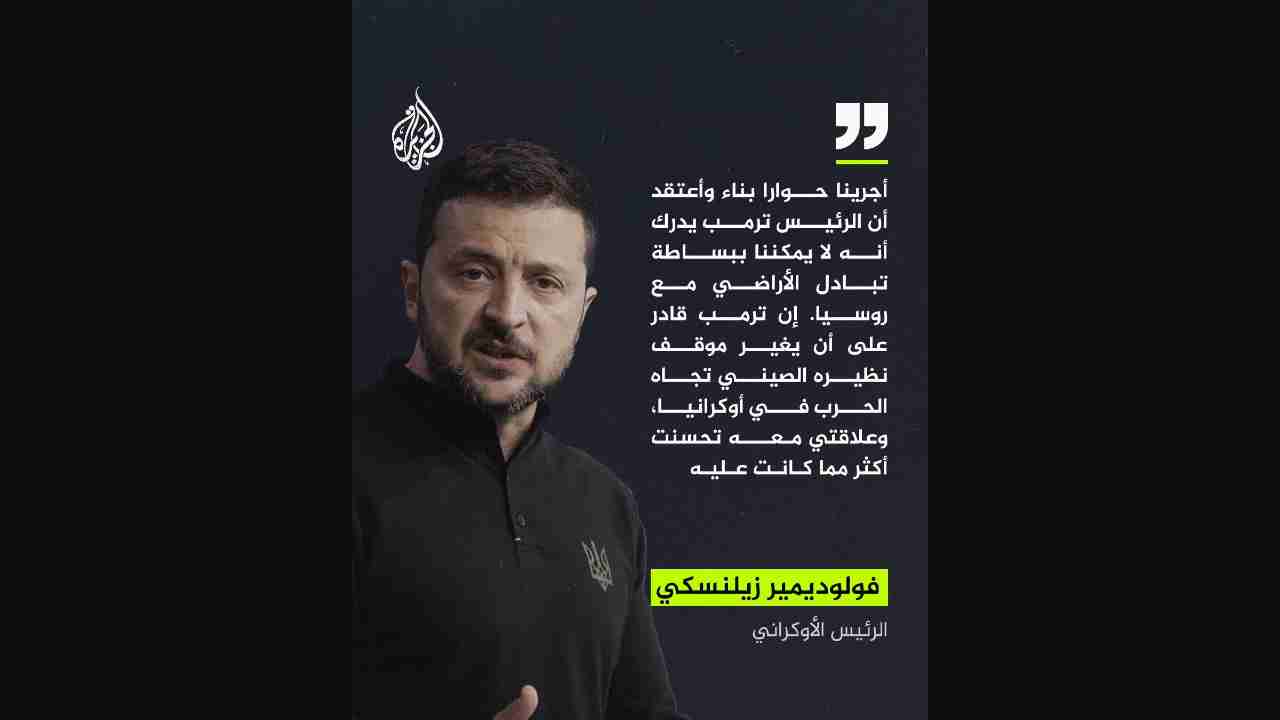 الجزيرة
أجرينا حوارا بناء وأعتقد
أن الرئيس ترمب يدرك
أنه لا يمكننا ببساطة
تبادل الأراضي مع
روسيا. إن ترمب قادر
على أن يغير موقف
نظيره الصيني تجاه
الحرب في أوكرانيا،
وعلاقتي معه تحسنت
أكثر مما كانت عليه
فولوديمير زيلنسكي
الرئيس الأوكراني